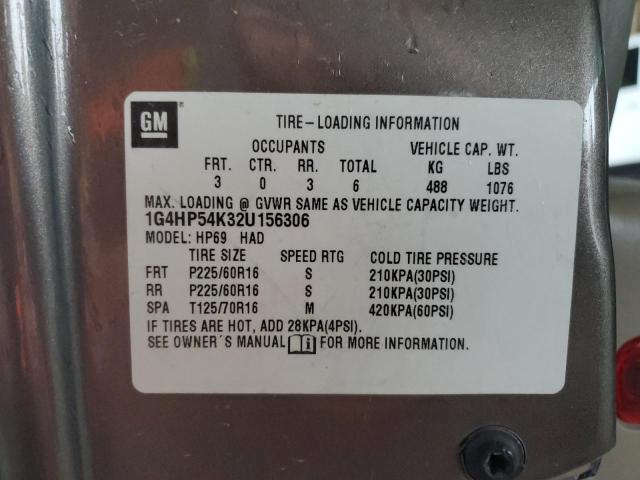 GM
TIRE-LOADING INFORMATION
OCCUPANTS VEHICLE CAP. WT.
FRT. CTR. RR. TOTAL KG LBS
3 0 3 6 488 1076
MAX. LOADING @ GVWR SAME AS VEHICLE CAPACITY WEIGHT.
1G4HP54K32U156306
MODEL: HP69 HAD
TIRE SIZE SPEED RTG COLD TIRE PRESSURE
FRT P225/60R16 S 210KPA(30PSI)
RR P225/60R16 S 210KPA(30PSI)
SPA T125/70R16 M 420KPA(60PSI)
IF TIRES ARE HOT, ADD 28KPA(4PSI).
SEE OWNER'S MANUAL FOR MORE INFORMATION.